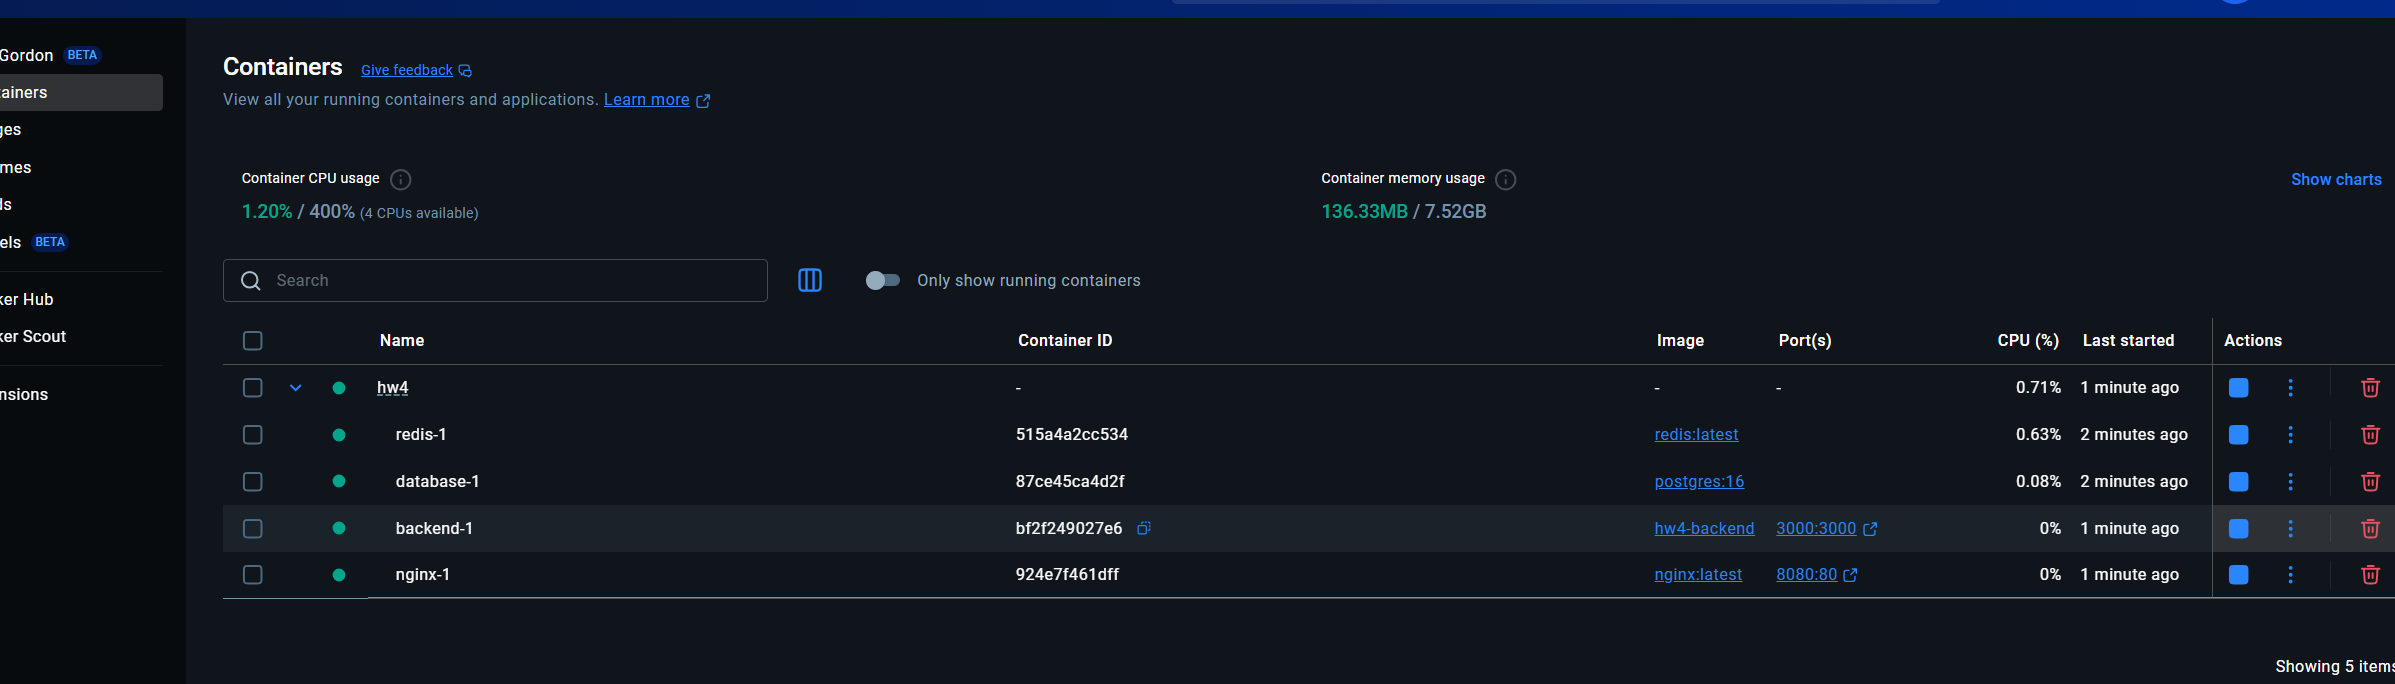 Gordon BETA
ainers
ges
mes
ds
els BETA
ker Hub
ker Scout
nsions
Containers Give feedback
View all your running containers and applications. Learn more
Container CPU usage
1.20% / 400% (4 CPUs available)
Container memory usage
136.33MB / 7.52GB
Show charts
Search
Only show running containers
Name Container ID Image Port(s) CPU (%) Last started Actions
hw4 - - - 0.71% 1 minute ago
redis-1 515a4a2cc534 redis:latest 0.63% 2 minutes ago
database-1 87ce45ca4d2f postgres:16 0.08% 2 minutes ago
backend-1 bf2f249027e6 hw4-backend 3000:3000 0% 1 minute ago
nginx-1 924e7f461dff nginx:latest 8080:80 0% 1 minute ago
Showing 5 items